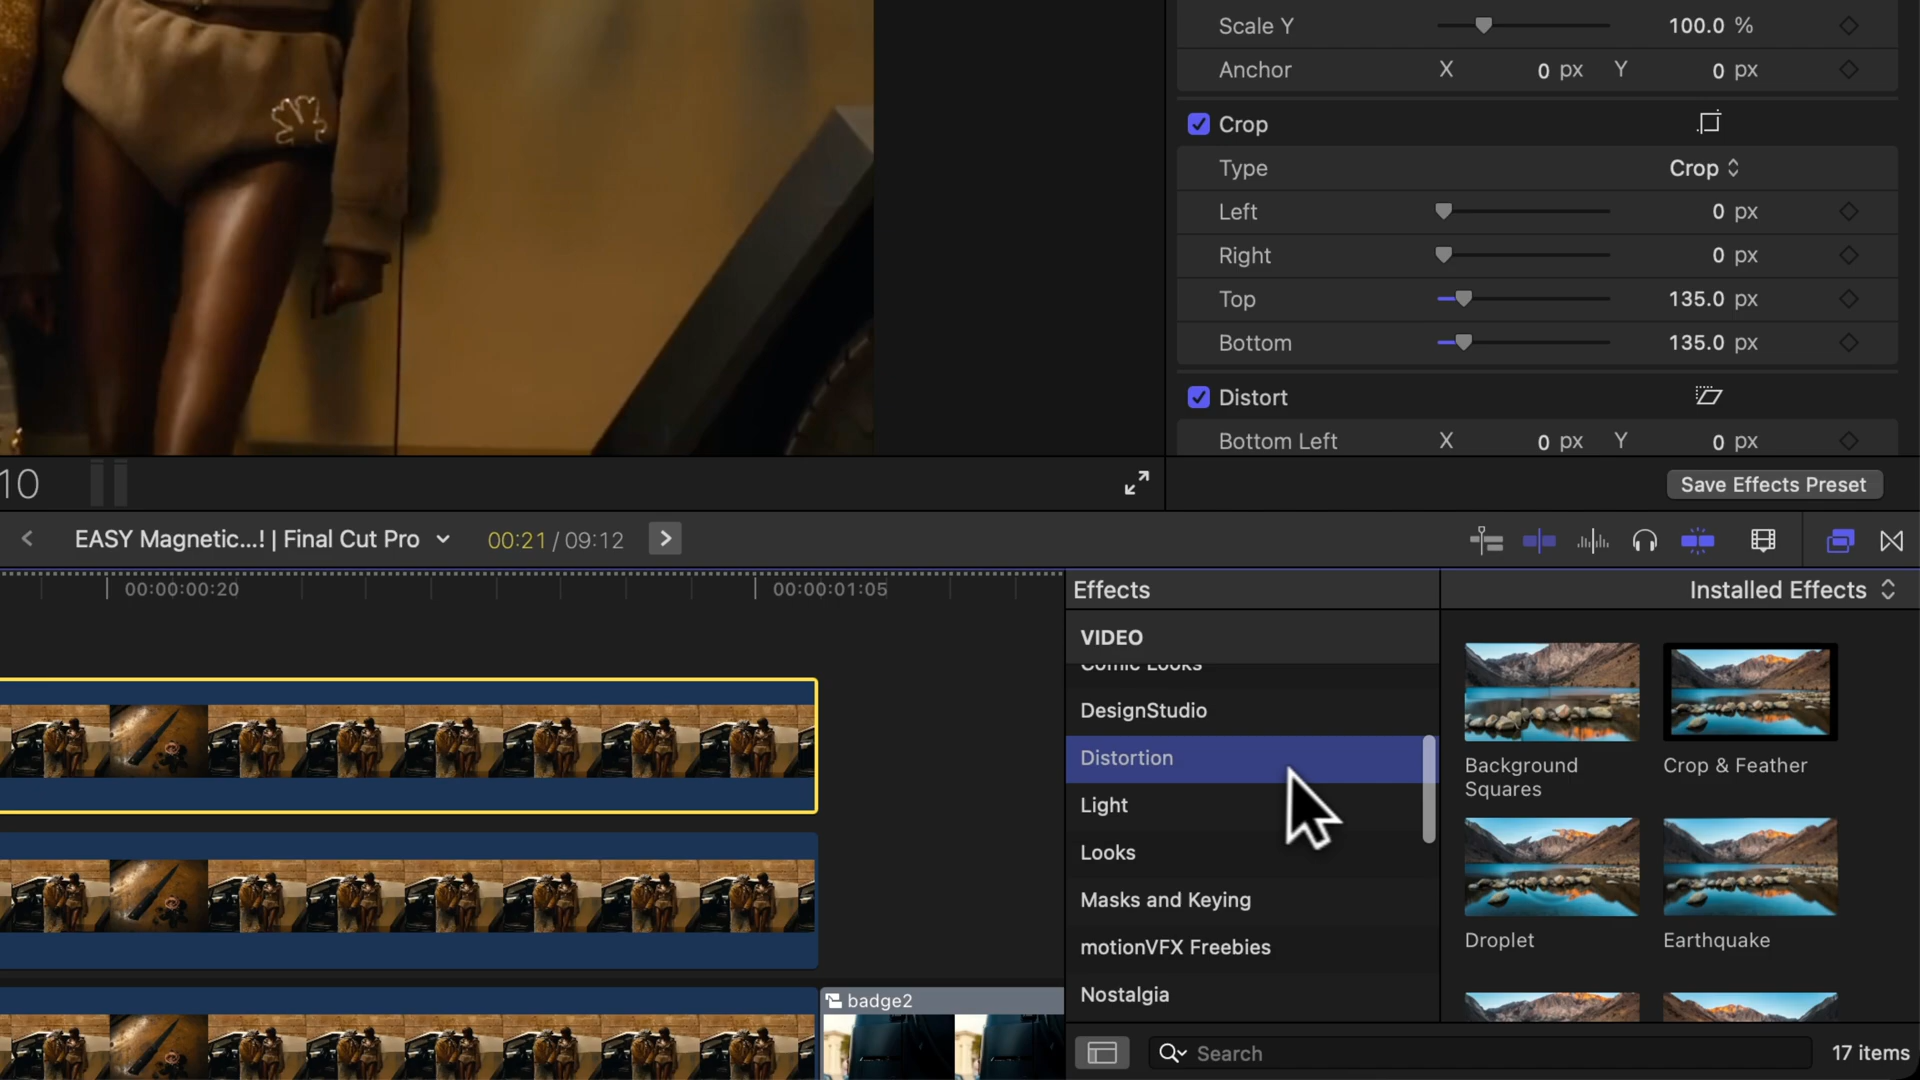 Scale Y 100.0 %
Anchor X 0 px Y 0 px
Crop
Type Crop
Left 0 px
Right 0 px
Top 135.0 px
Bottom 135.0 px
Distort
Bottom Left X 0 px Y 0 px
10
Save Effects Preset
EASY Magnetic...! | Final Cut Pro 00:21 / 09:12
00:00:00:20 00:00:01:05
Effects
Installed Effects
VIDEO
Comic Looks
DesignStudio
Distortion
Light
Looks
Masks and Keying
motionVFX Freebies
Nostalgia
Background
Squares
Crop & Feather
Droplet
Earthquake
badge2
Search
17 items